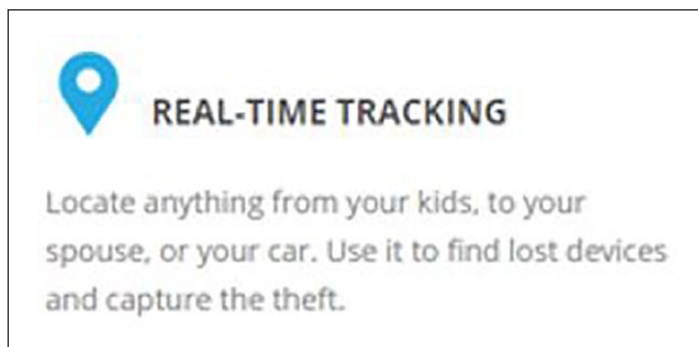 REAL-TIME TRACKING
Locate anything from your kids, to your
spouse, or your car. Use it to find lost devices
and capture the theft.